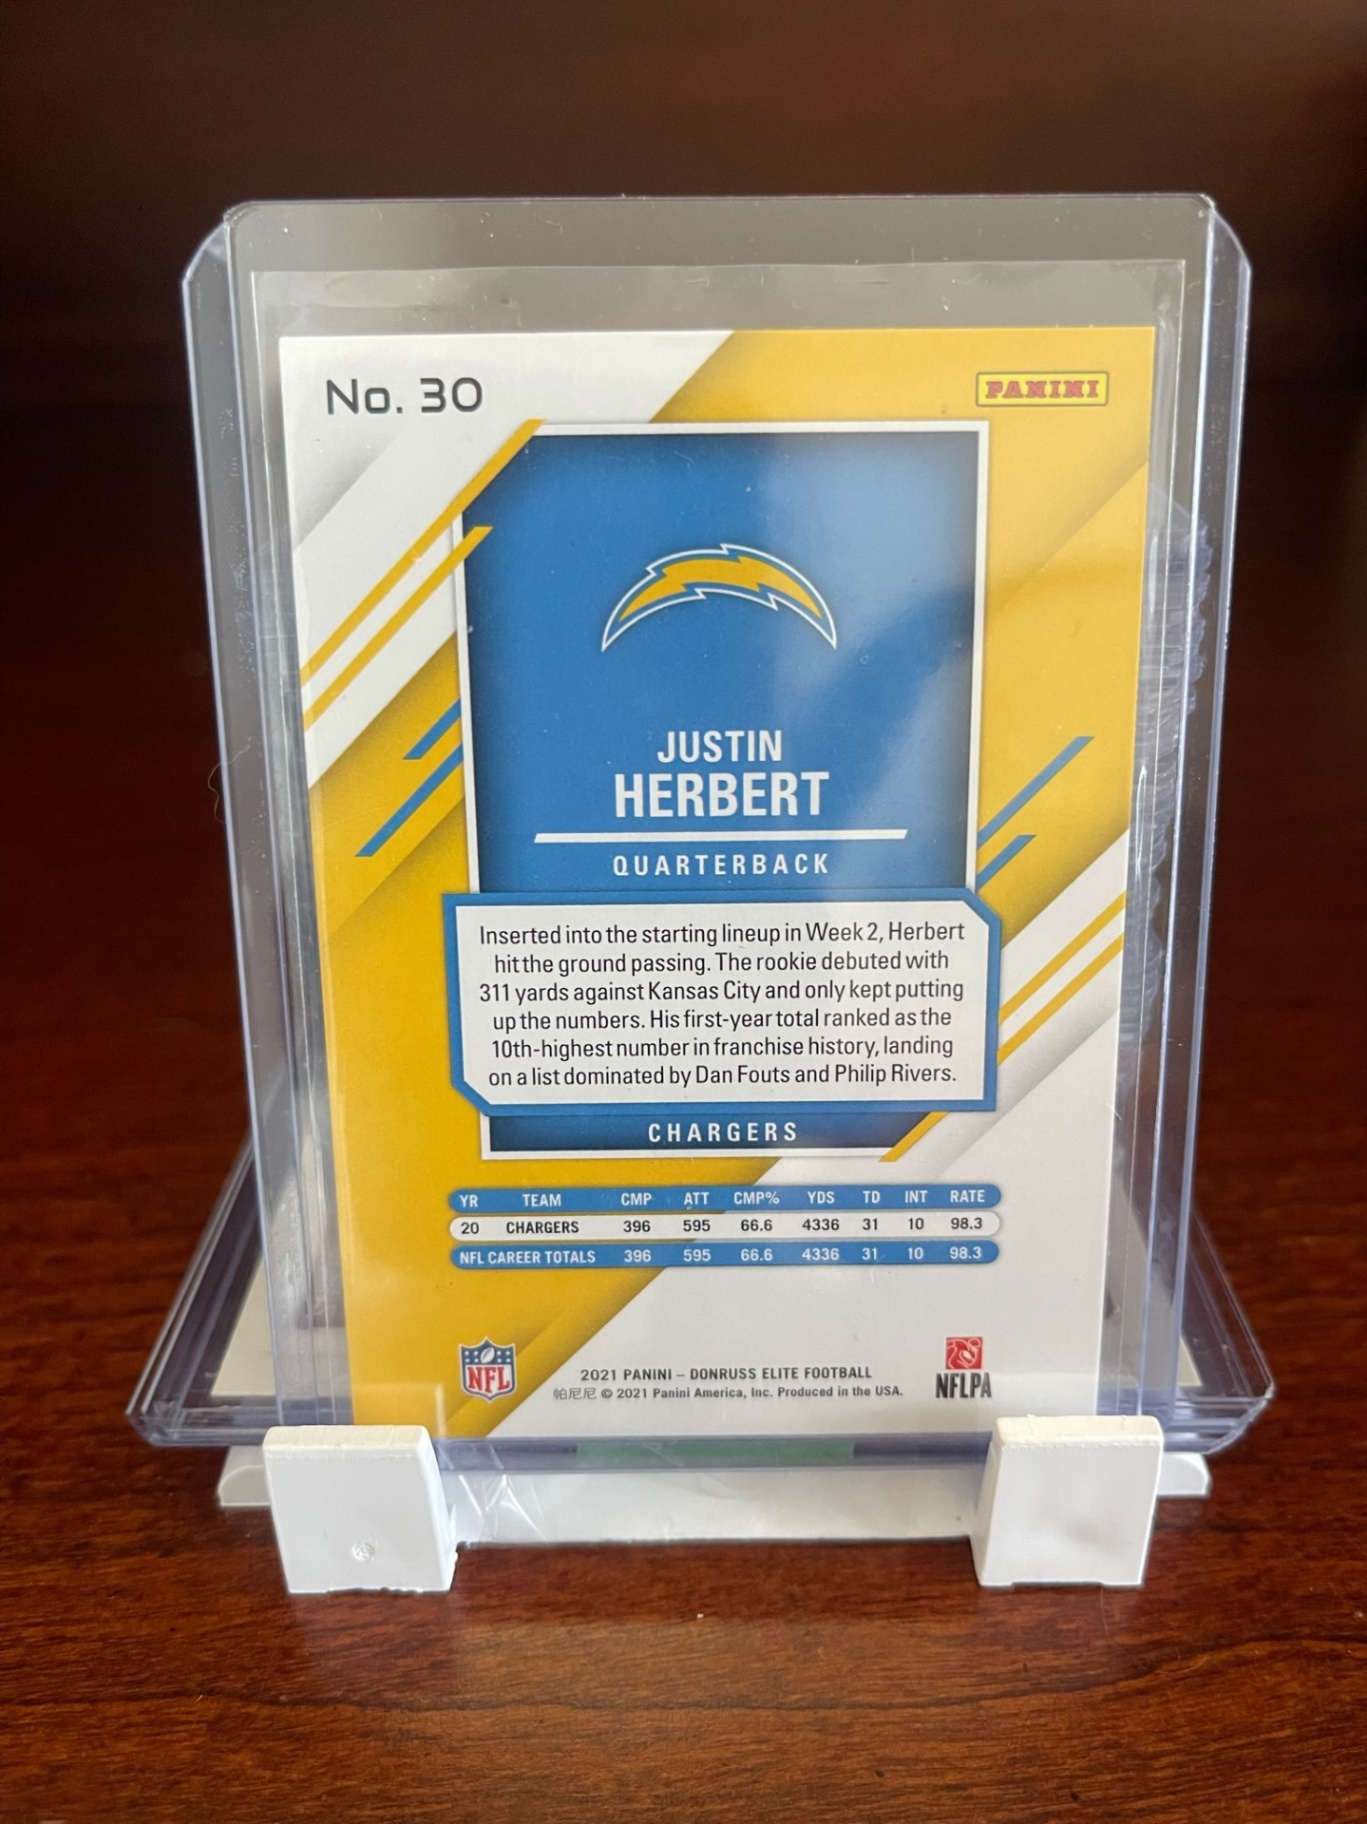 No. 30
PANINI
JUSTIN
HERBERT
QUARTERBACK
Inserted into the starting lineup in Week 2, Herbert
hit the ground passing. The rookie debuted with
311 yards against Kansas City and only kept putting
up the numbers. His first-year total ranked as the
10th-highest number in franchise history, landing
on a list dominated by Dan Fouts and Philip Rivers.
CHARGERS
YR TEAM CMP ATT CMP% YDS TD INT RATE
20 CHARGERS 396 595 66.6 4336 31 10 98.3
NFL CAREER TOTALS 396 595 66.6 4336 31 10 98.3
NFL
2021 PANINI – DONRUSS ELITE FOOTBALL
帕尼尼 © 2021 Panini America, Inc. Produced in the USA.
NFLPA